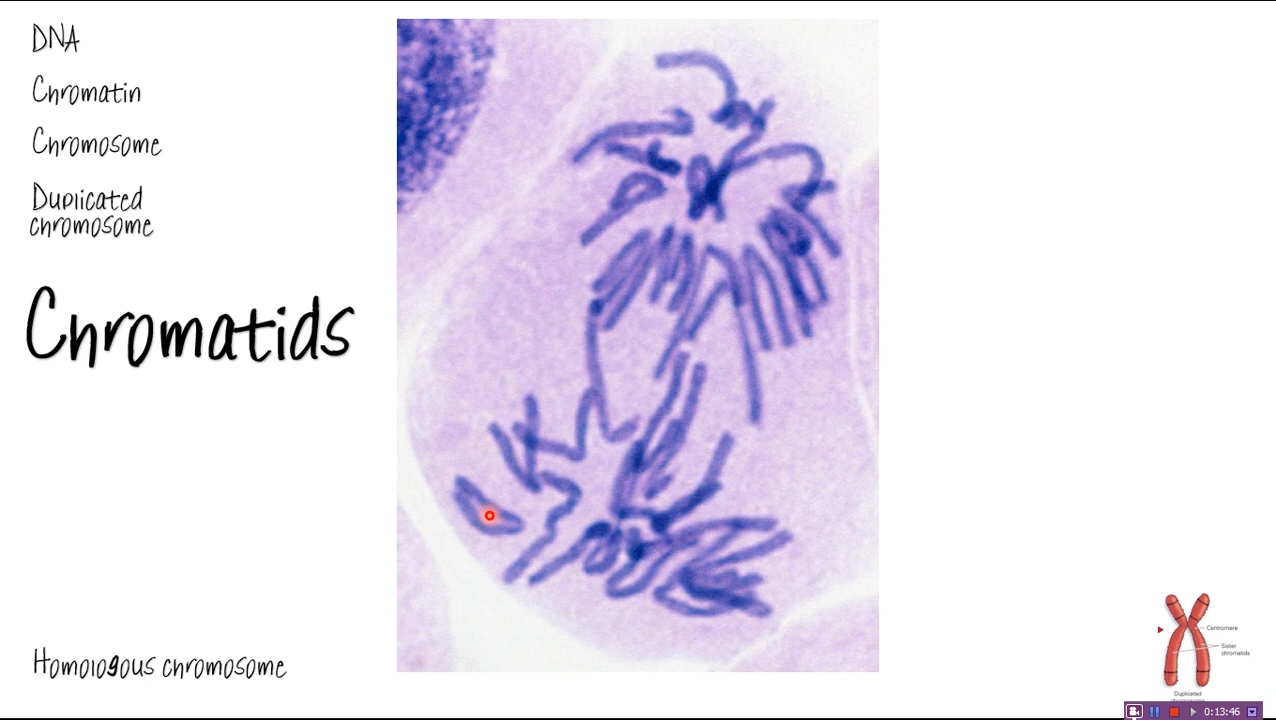 DNA
Chromatin
Chromosome
Duplicated
chromosome
Chromatids
Homologous chromosome
Centromere
Sister
chromatids
Duplicated
0:13:46